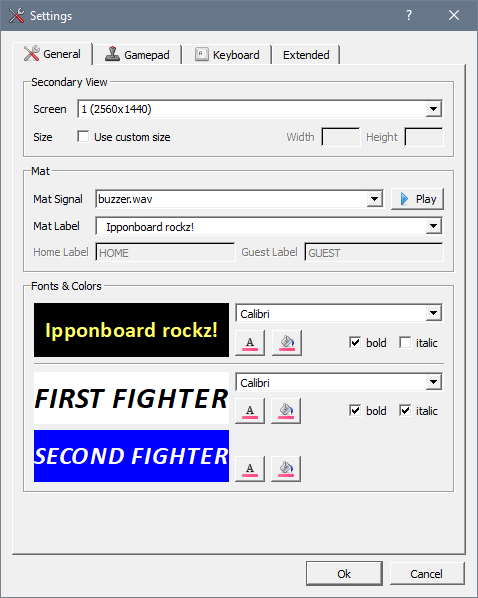 Settings
General Gamepad Keyboard Extended
Secondary View
Screen 1 (2560x1440)
Size Use custom size Width Height
Mat
Mat Signal buzzer.wav Play
Mat Label Ipponboard rockz!
Home Label HOME Guest Label GUEST
Fonts & Colors
Ipponboard rockz! Calibri
A bold italic
FIRST FIGHTER Calibri
A bold italic
SECOND FIGHTER
A
Ok Cancel